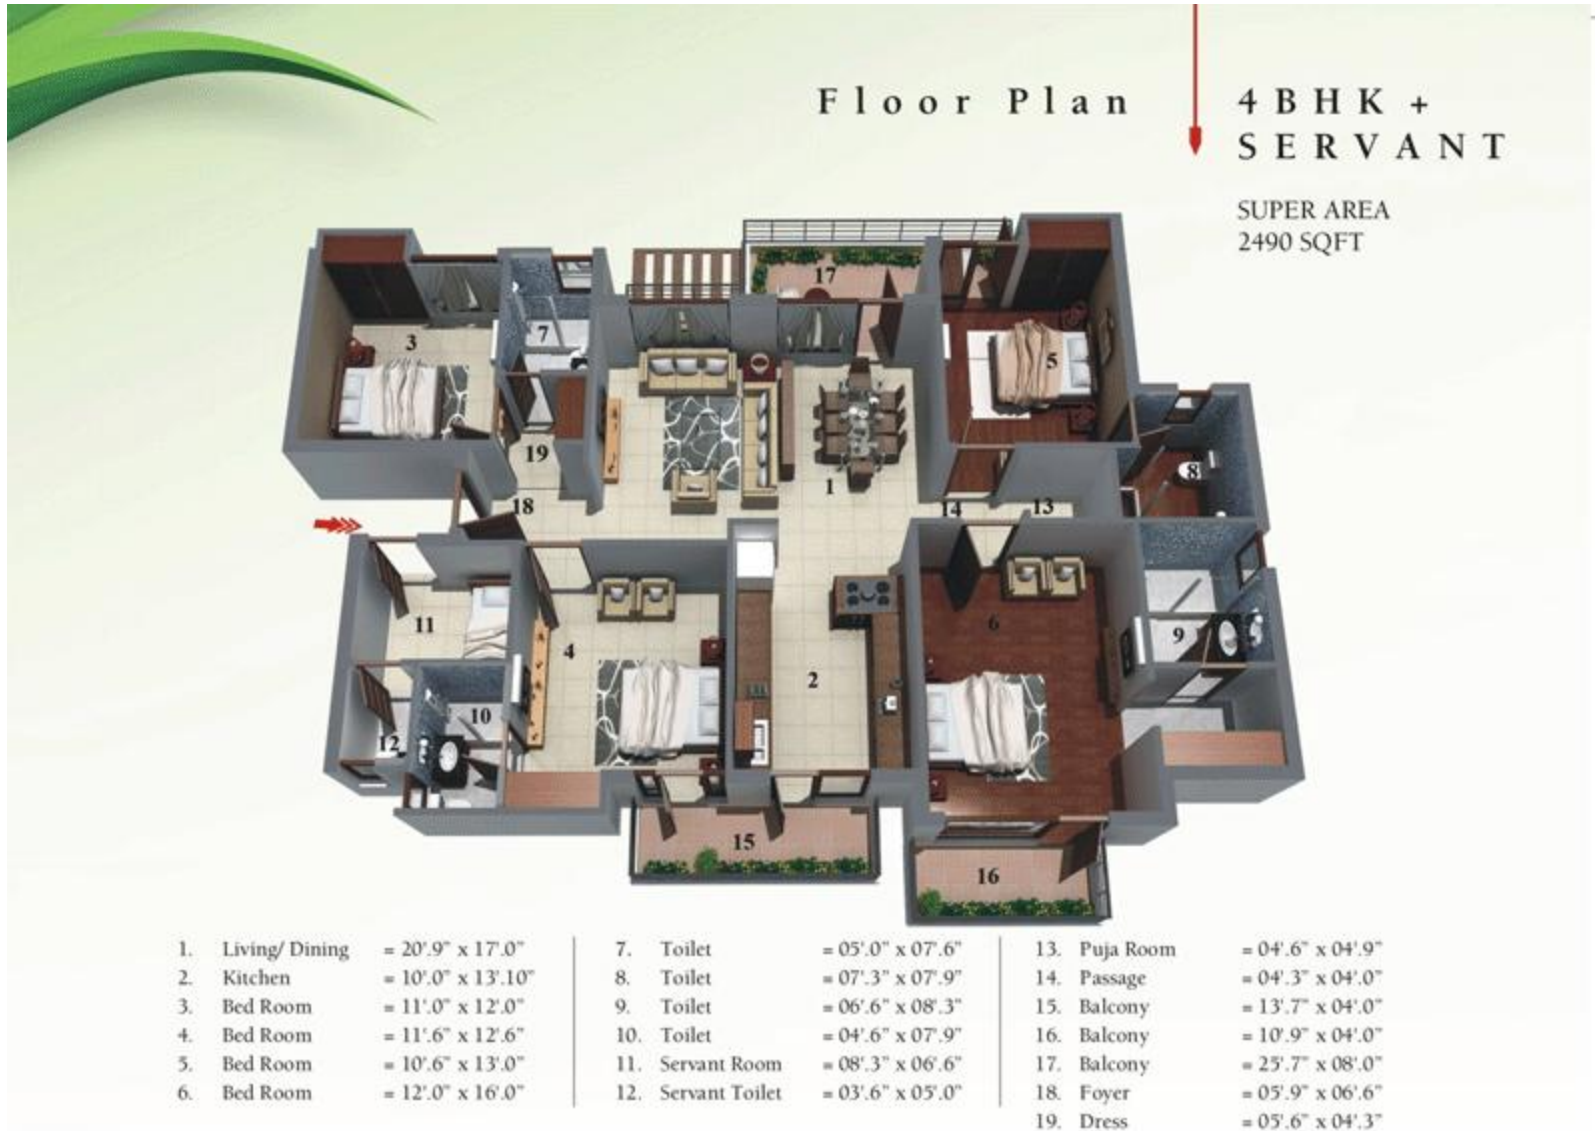 Floor Plan
4BHK +
SERVANT
SUPER AREA
2490 SQFT
17
3
7
5
19
8
1
18
14
13
11
4
6
9
2
10
12
15
16
1. Living/ Dining = 20'.9" x 17'.0"
2. Kitchen = 10'.0" x 13'.10"
3. Bed Room = 11'.0" x 12'.0"
4. Bed Room = 11'.6" x 12'.6"
5. Bed Room = 10'.6" x 13'.0"
6. Bed Room = 12'.0" x 16'.0"
7. Toilet = 05'.0" x 07'.6"
8. Toilet = 07'.3" x 07'.9"
9. Toilet = 06'.6" x 08'.3"
10. Toilet = 04'.6" x 07'.9"
11. Servant Room = 08'.3" x 06'.6"
12. Servant Toilet = 03'.6" x 05'.0"
13. Puja Room = 04'.6" x 04'.9"
14. Passage = 04'.3" x 04'.0"
15. Balcony = 13'.7" x 04'.0"
16. Balcony = 10'.9" x 04'.0"
17. Balcony = 25'.7" x 08'.0"
18. Foyer = 05'.9" x 06'.6"
19. Dress = 05'.6" x 04'.3"